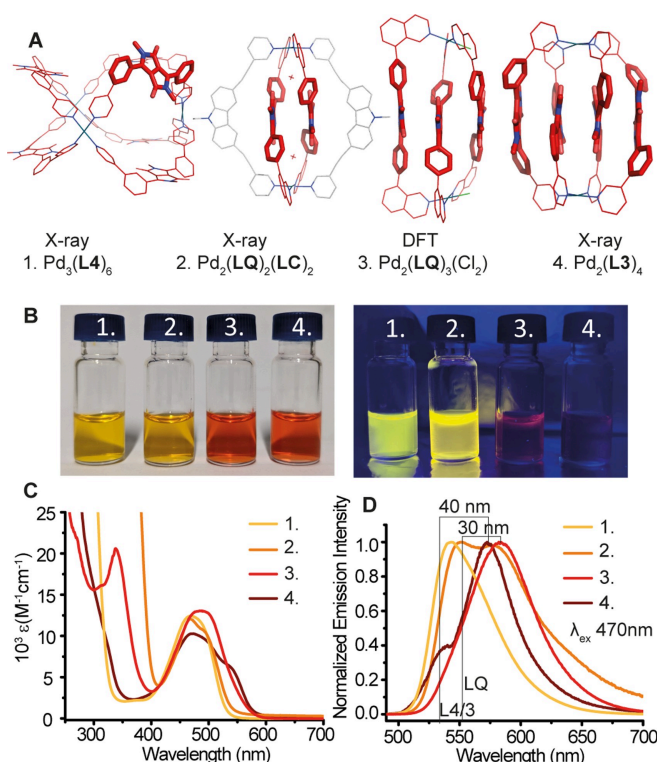 A
X-ray
X-ray
DFT
X-ray
1. Pd3(L4)6
2. Pd2(LQ)2(LC)2
3. Pd2(LQ)3(Cl2)
4. Pd2(L3)4
B
1.
2.
3.
4.
1.
2.
3.
4.
C
25
20
15
10
5
0
10³ ε(M⁻¹cm⁻¹)
300
400
500
600
700
Wavelength (nm)
1.
2.
3.
4.
D
40 nm
30 nm
1.0
0.8
0.6
0.4
0.2
0.0
Normalized Emission Intensity
1.
2.
3.
4.
λex 470nm
LQ
L4/3
500
550
600
650
700
Wavelength (nm)